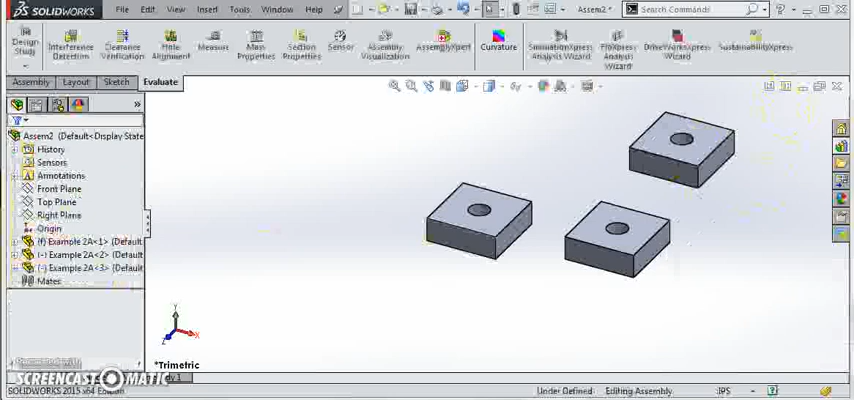 SOLIDWORKS File Edit View Insert Tools Window Help Assem2 * Search Commands ?
Design Study Interference Detection Clearance Verification Hole Alignment Measure Mass Properties Section Properties Sensor Assembly Visualization AssemblyXpert Curvature SimulationXpress Analysis Wizard FloXpress Analysis Wizard DriveWorksXpress Wizard SustainabilityXpress
Assembly Layout Sketch Evaluate
»
Assem2 (Default<Display State
History
Sensors
Annotations
Front Plane
Top Plane
Right Plane
Origin
(f) Example 2A<1> (Default
(-) Example 2A<2> (Default
(-) Example 2A<3> (Default
Mates
Y
X
Z
*Trimetric
Recorded with
SCREENCAST MATIC
SOLIDWORKS 2015 x64 Edition Under Defined Editing Assembly IPS ?